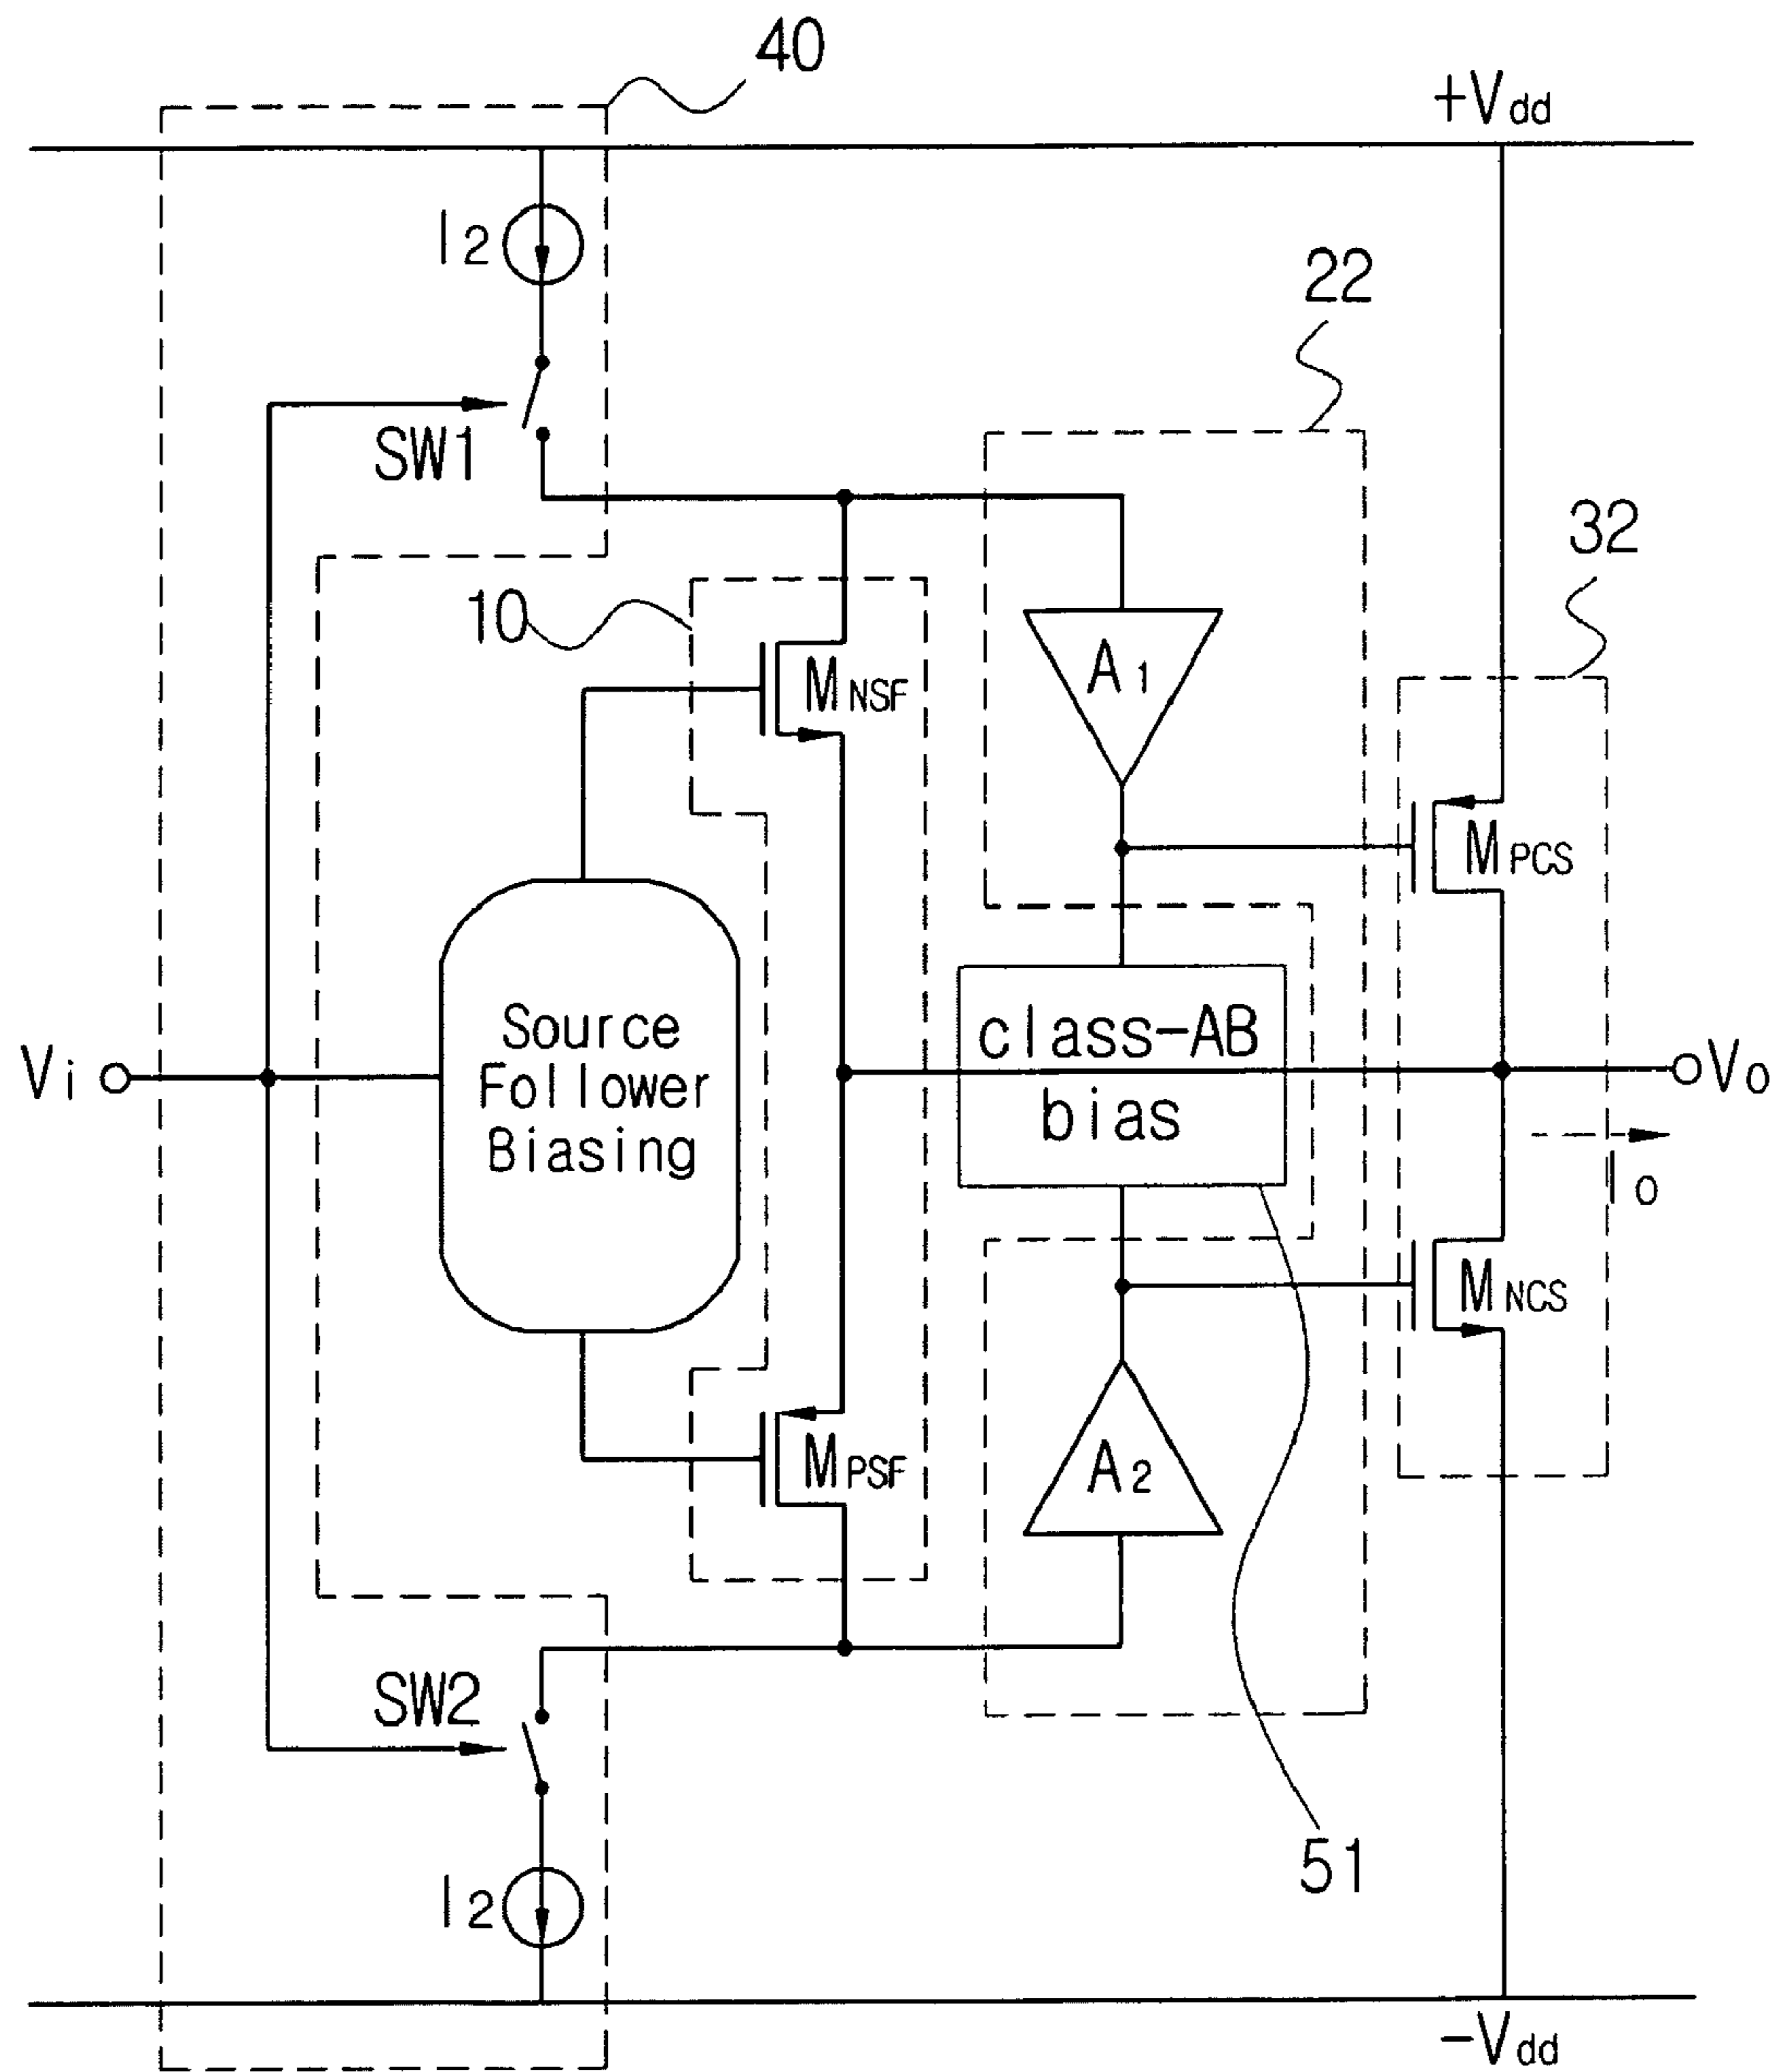 40
+Vdd
I2
22
SW1
32
10
MNSF
A1
MPCS
Source
Follower
Biasing
class-AB
bias
Vi
Vo
Io
MNCS
MPSF
A2
SW2
51
I2
-Vdd